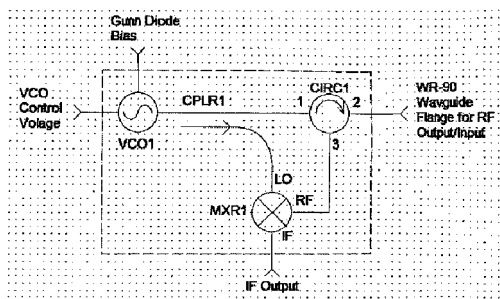 Gunn Diode
Bias
VCO
Control
Volage
CPLR1
VCO1
CIRC1
1
2
3
WR-90
Wavguide
Flange for RF
Output/Input
LO
MXR1
RF
IF
IF Output